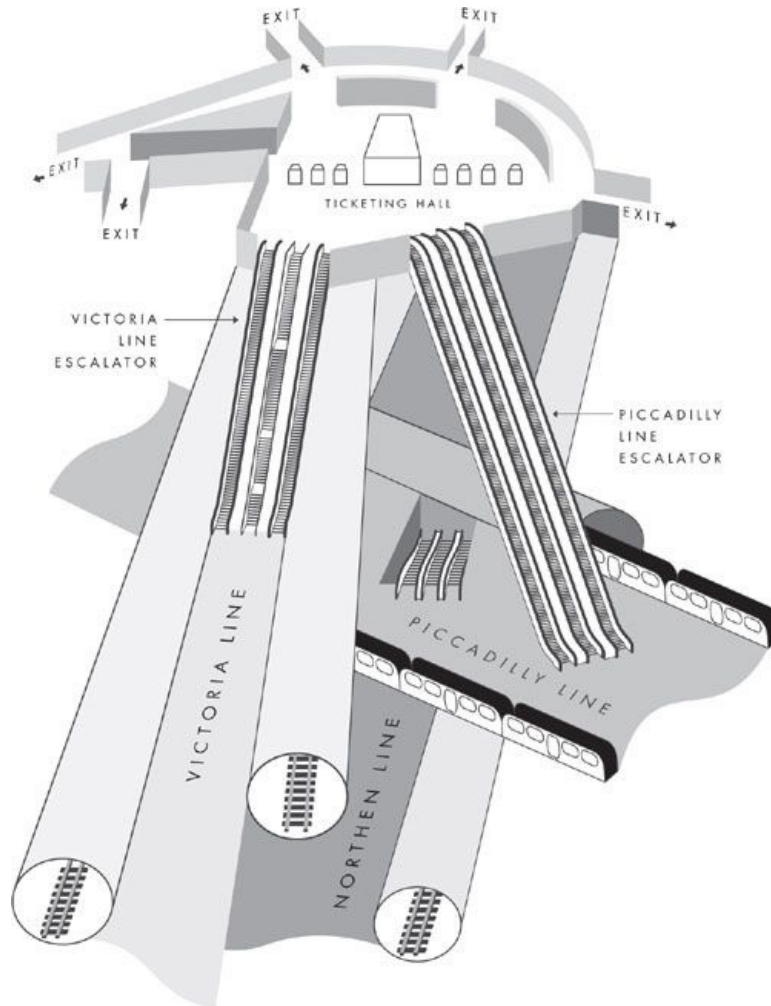 EXIT
EXIT
EXIT
EXIT
EXIT
TICKETING HALL
VICTORIA
LINE
ESCALATOR
PICCADILLY
LINE
ESCALATOR
VICTORIA LINE
PICCADILLY LINE
NORTHEN LINE